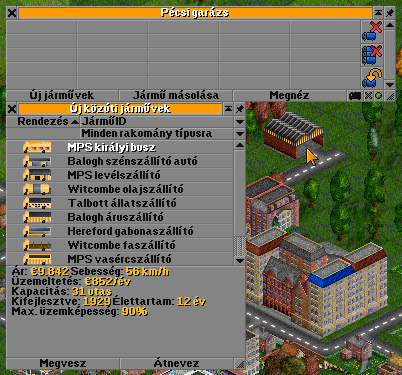 Pécsi garázs
Új járművek Jármű másolása Megnéz
Új közúti járművek
Rendezés JárműID
Minden rakomány típusra
MPS királyi busz
Balogh szénszállító autó
MPS levélszállító
Witcombe olajszállító
Talbott állatszállító
Balogh áruszállító
Hereford gabonaszállító
Witcombe faszállító
MPS vasércszállító
Ár: €9,842 Sebesség: 56 km/h
Üzemeltetés: €852/év
Kapacitás: 31 utas
Kifejlesztve: 1929 Élettartam: 12 év
Max. üzemképesség: 90%
Megvesz Átnevez